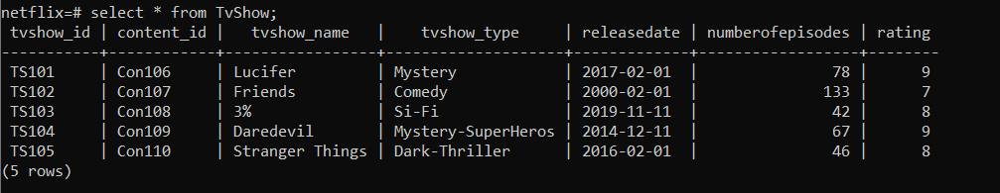 netflix=# select * from TvShow;
 tvshow_id | content_id |   tvshow_name   |    tvshow_type     | releasedate | numberofepisodes | rating
-----------+------------+-----------------+--------------------+-------------+------------------+--------
 TS101     | Con106     | Lucifer         | Mystery            | 2017-02-01  |               78 |      9
 TS102     | Con107     | Friends         | Comedy             | 2000-02-01  |              133 |      7
 TS103     | Con108     | 3%              | Si-Fi              | 2019-11-11  |               42 |      8
 TS104     | Con109     | Daredevil       | Mystery-SuperHeros | 2014-12-11  |               67 |      9
 TS105     | Con110     | Stranger Things | Dark-Thriller      | 2016-02-01  |               46 |      8
(5 rows)